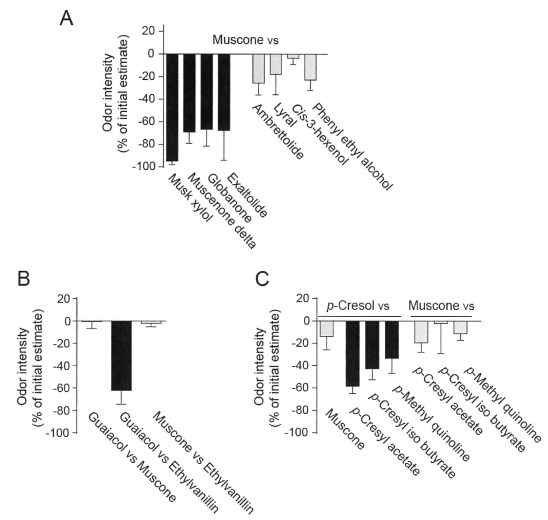 A
Muscone vs
Odor intensity
(% of initial estimate)
20
0
-20
-40
-60
-80
-100
Musk xylol
Muscenone delta
Globanone
Exaltolide
Ambrettolide
Lyral
Cis-3-hexenol
Phenyl ethyl alcohol
B
Odor intensity
(% of initial estimate)
20
0
-20
-40
-60
-80
-100
Guaiacol vs Muscone
Guaiacol vs Ethylvanillin
Muscone vs Ethylvanillin
C
p-Cresol vs
Muscone vs
Odor intensity
(% of initial estimate)
20
0
-20
-40
-60
-80
-100
Muscone
p-Cresyl acetate
p-Cresyl iso butyrate
p-Methyl quinoline
p-Cresyl acetate
p-Cresyl iso butyrate
p-Methyl quinoline